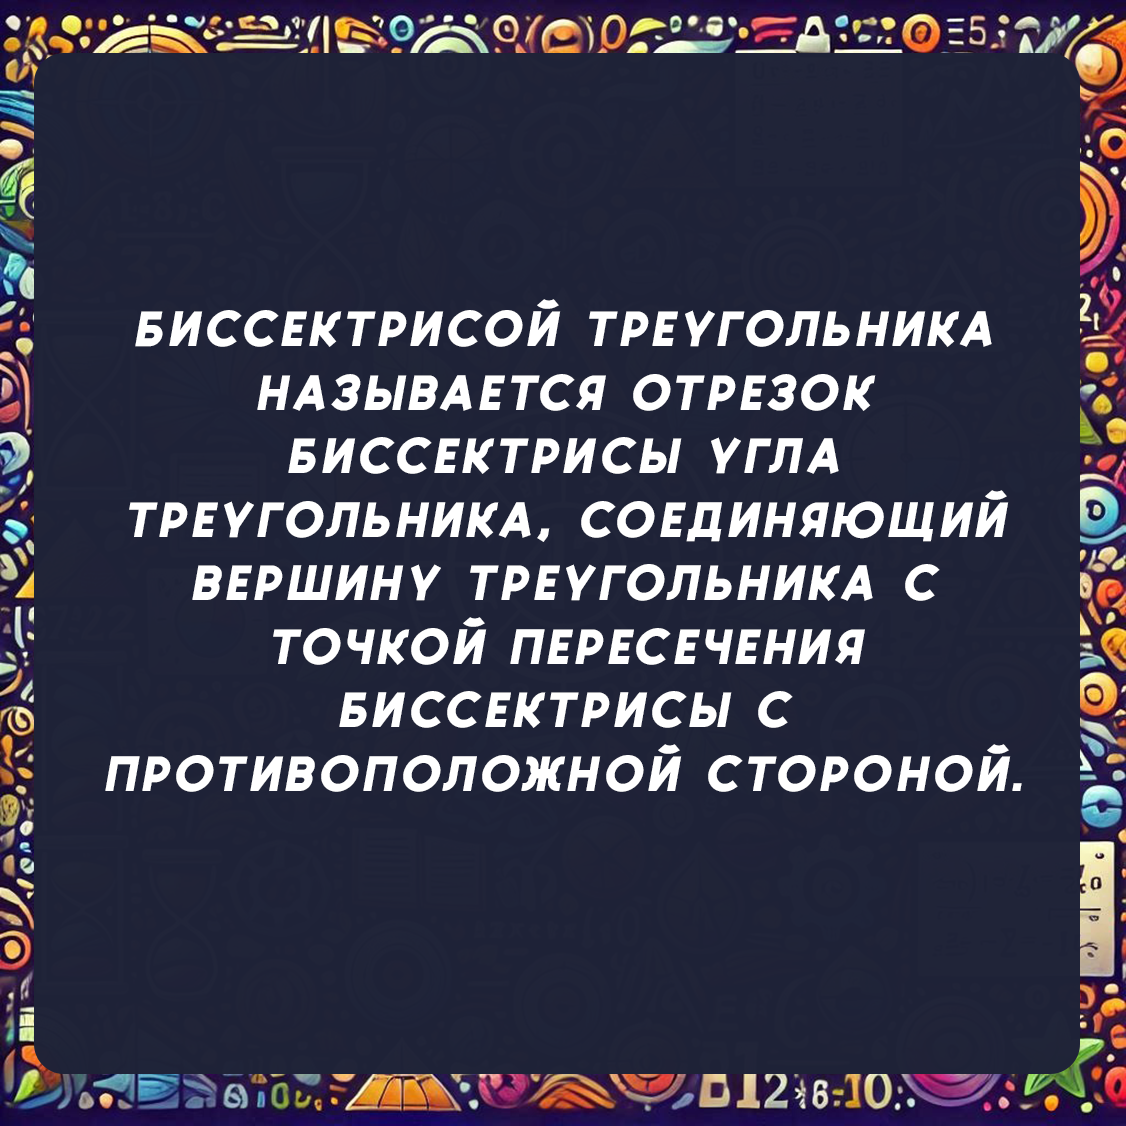 БИССЕКТРИСОЙ ТРЕУГОЛЬНИКА
НАЗЫВАЕТСЯ ОТРЕЗОК
БИССЕКТРИСЫ УГЛА
ТРЕУГОЛЬНИКА, СОЕДИНЯЮЩИЙ
ВЕРШИНУ ТРЕУГОЛЬНИКА С
ТОЧКОЙ ПЕРЕСЕЧЕНИЯ
БИССЕКТРИСЫ С
ПРОТИВОПОЛОЖНОЙ СТОРОНОЙ.